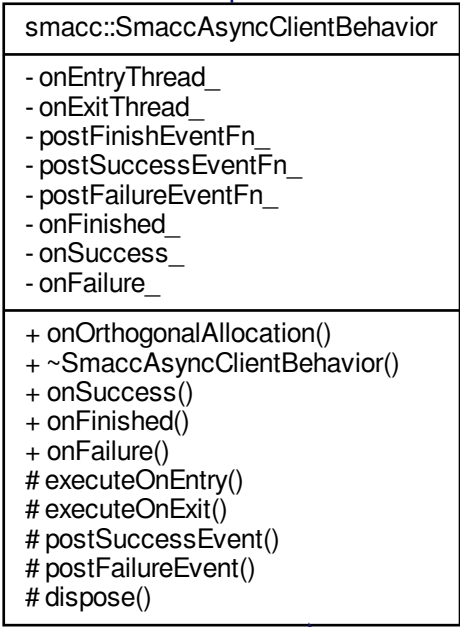 smacc::SmaccAsyncClientBehavior
- onEntryThread_
- onExitThread_
- postFinishEventFn_
- postSuccessEventFn_
- postFailureEventFn_
- onFinished_
- onSuccess_
- onFailure_
+ onOrthogonalAllocation()
+ ~SmaccAsyncClientBehavior()
+ onSuccess()
+ onFinished()
+ onFailure()
# executeOnEntry()
# executeOnExit()
# postSuccessEvent()
# postFailureEvent()
# dispose()